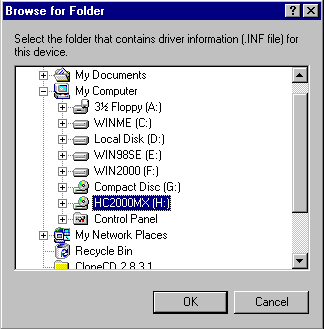 Browse for Folder
Select the folder that contains driver information (.INF file) for
this device.
My Documents
My Computer
3½ Floppy (A:)
WINME (C:)
Local Disk (D:)
WIN98SE (E:)
WIN2000 (F:)
Compact Disc (G:)
HC2000MX (H:)
Control Panel
My Network Places
Recycle Bin
CloneCD 2.8.3.1
OK
Cancel